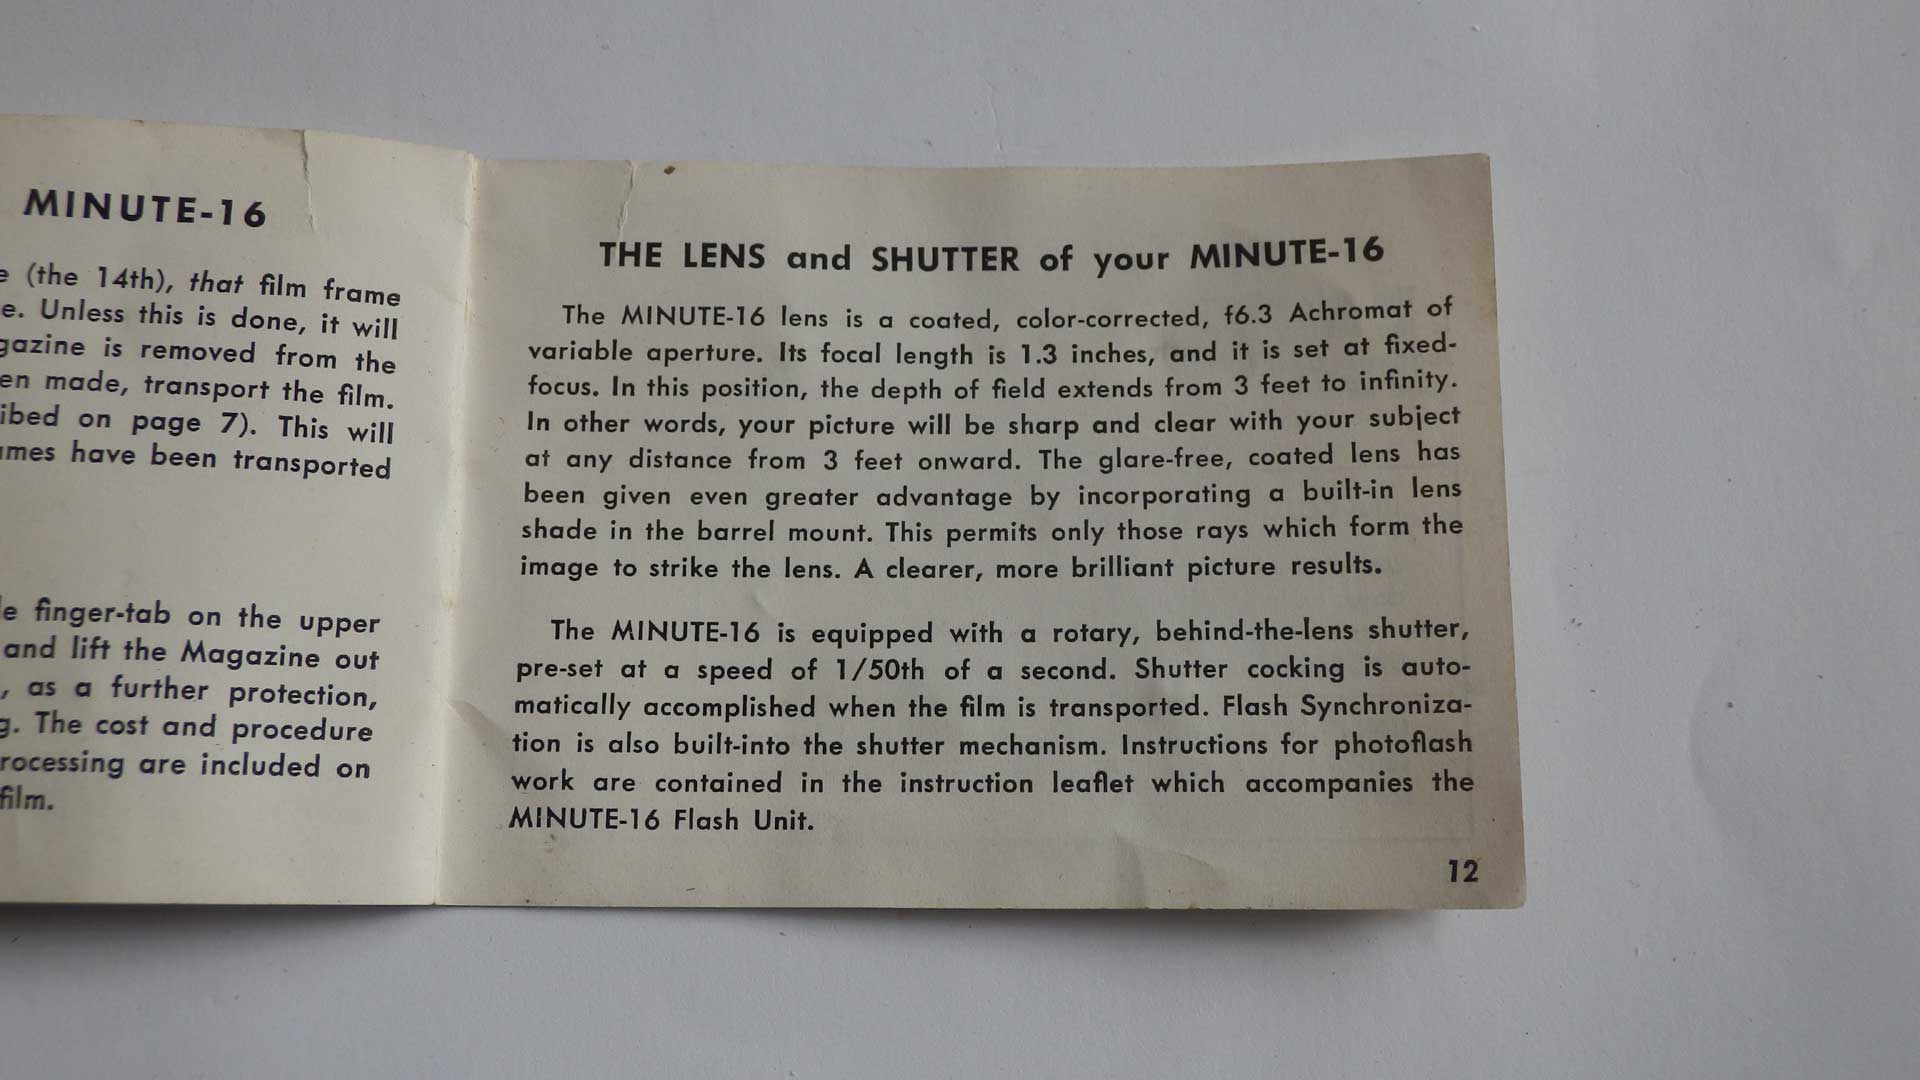 MINUTE-16
(the 14th), that film frame
Unless this is done, it will
is removed from the
made, transport the film.
on page 7). This will
have been transported
finger-tab on the upper
and lift the Magazine out
, as a further protection,
The cost and procedure
are included on
film.
THE LENS and SHUTTER of your MINUTE-16
The MINUTE-16 lens is a coated, color-corrected, f6.3 Achromat of
variable aperture. Its focal length is 1.3 inches, and it is set at fixed-
focus. In this position, the depth of field extends from 3 feet to infinity.
In other words, your picture will be sharp and clear with your subject
at any distance from 3 feet onward. The glare-free, coated lens has
been given even greater advantage by incorporating a built-in lens
shade in the barrel mount. This permits only those rays which form the
image to strike the lens. A clearer, more brilliant picture results.
The MINUTE-16 is equipped with a rotary, behind-the-lens shutter,
pre-set at a speed of 1/50th of a second. Shutter cocking is auto-
matically accomplished when the film is transported. Flash Synchroniza-
tion is also built-into the shutter mechanism. Instructions for photoflash
work are contained in the instruction leaflet which accompanies the
MINUTE-16 Flash Unit.
12